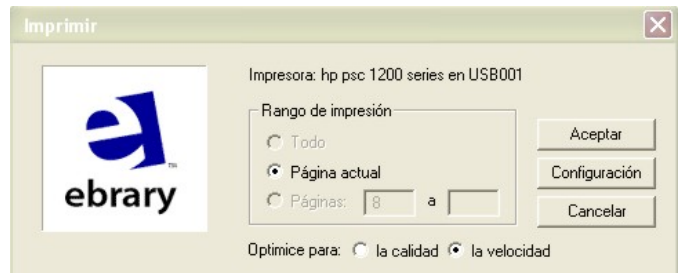 Imprimir
Impresora: hp psc 1200 series en USB001
Rango de impresión
Todo
Página actual
Páginas: 8 a
Aceptar
Configuración
Cancelar
ebrary
TM
Optimice para: la calidad la velocidad